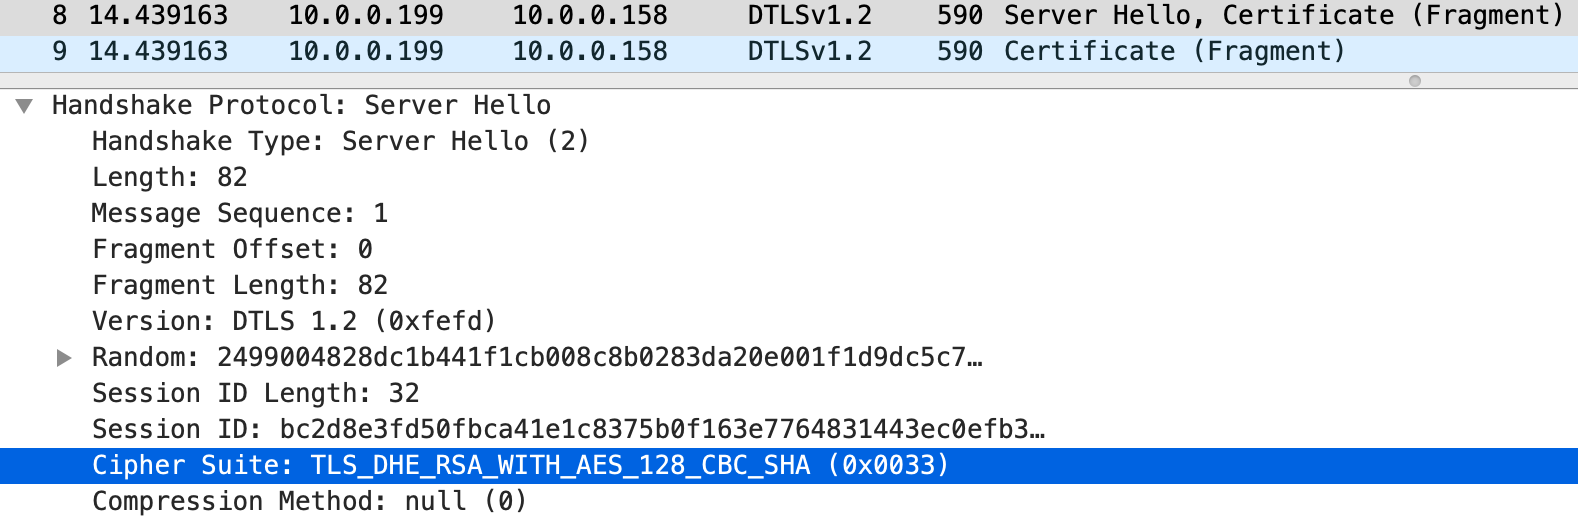 8 14.439163 10.0.0.199 10.0.0.158 DTLSv1.2 590 Server Hello, Certificate (Fragment)
9 14.439163 10.0.0.199 10.0.0.158 DTLSv1.2 590 Certificate (Fragment)
Handshake Protocol: Server Hello
Handshake Type: Server Hello (2)
Length: 82
Message Sequence: 1
Fragment Offset: 0
Fragment Length: 82
Version: DTLS 1.2 (0xfefd)
Random: 2499004828dc1b441f1cb008c8b0283da20e001f1d9dc5c7…
Session ID Length: 32
Session ID: bc2d8e3fd50fbca41e1c8375b0f163e7764831443ec0efb3…
Cipher Suite: TLS_DHE_RSA_WITH_AES_128_CBC_SHA (0x0033)
Compression Method: null (0)